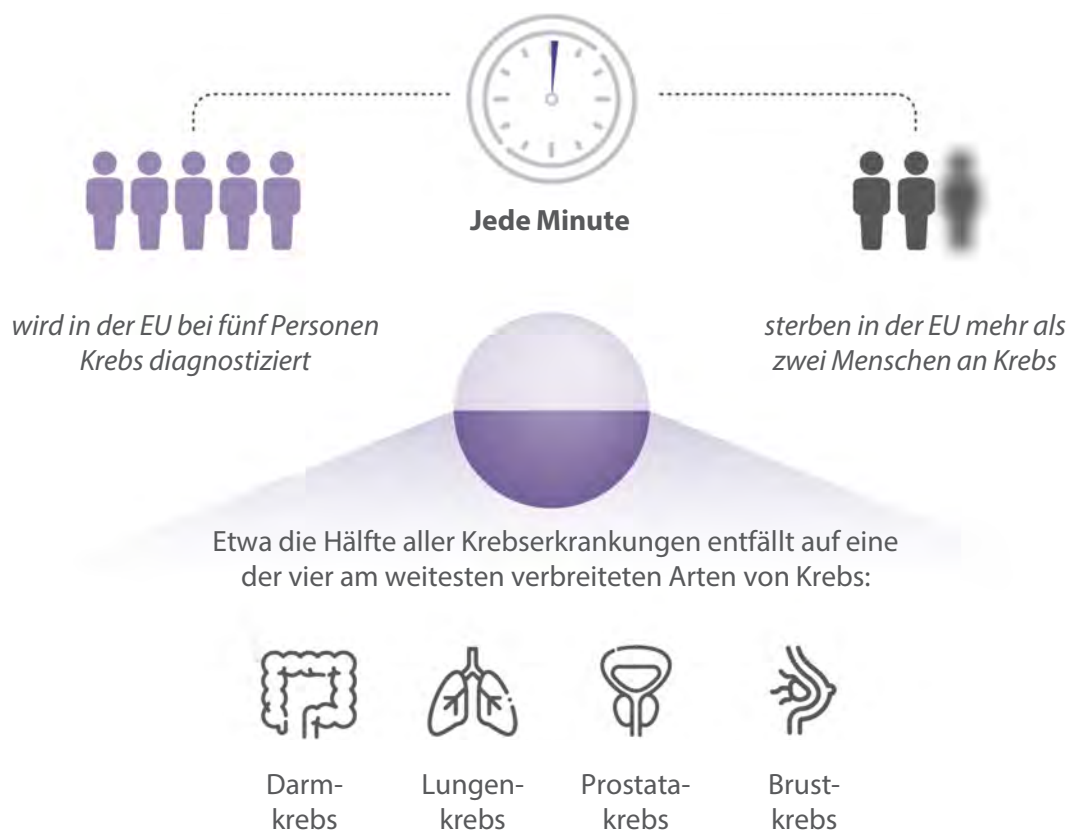 Jede Minute
wird in der EU bei fünf Personen
Krebs diagnostiziert
sterben in der EU mehr als
zwei Menschen an Krebs
Etwa die Hälfte aller Krebserkrankungen entfällt auf eine
der vier am weitesten verbreiteten Arten von Krebs:
Darm-
krebs
Lungen-
krebs
Prostata-
krebs
Brust-
krebs